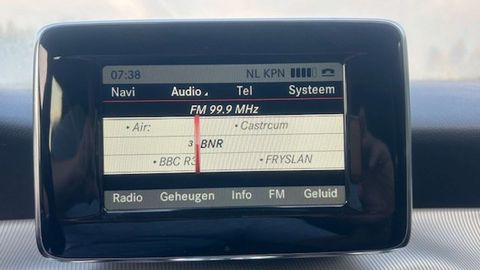 07:38 NL KPN
Navi Audio Tel Systeem
FM 99.9 MHz
• Air: • Castrcum
3 BNR
• BBC R3 • FRYSLAN
Radio Geheugen Info FM Geluid